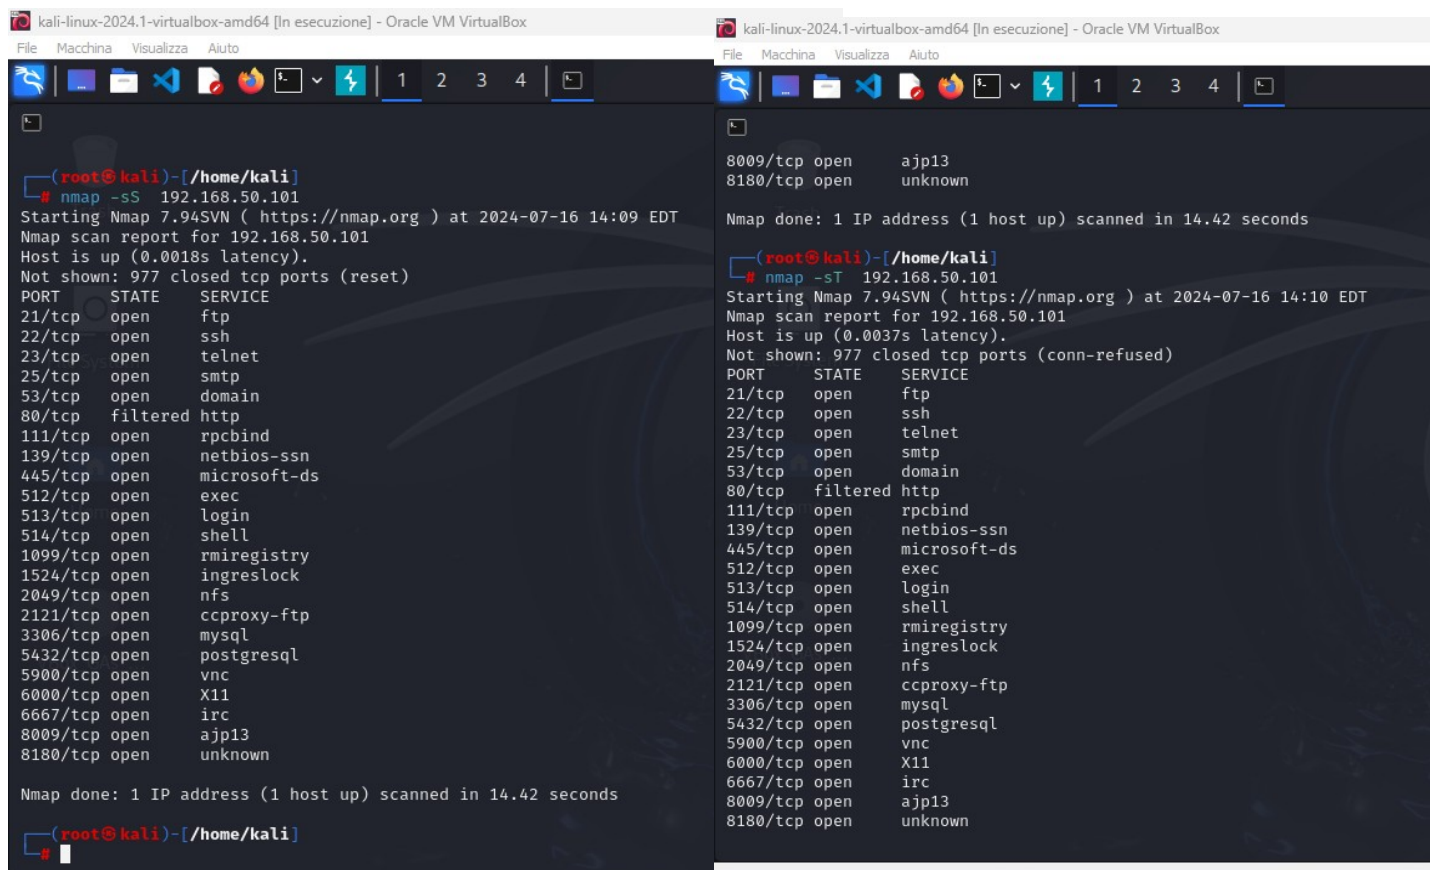 kali-linux-2024.1-virtualbox-amd64 [In esecuzione] - Oracle VM VirtualBox
File Macchina Visualizza Aiuto
1 2 3 4
┌──(root㉿kali)-[/home/kali]
└─# nmap -sS 192.168.50.101
Starting Nmap 7.94SVN ( https://nmap.org ) at 2024-07-16 14:09 EDT
Nmap scan report for 192.168.50.101
Host is up (0.0018s latency).
Not shown: 977 closed tcp ports (reset)
PORT STATE SERVICE
21/tcp open ftp
22/tcp open ssh
23/tcp open telnet
25/tcp open smtp
53/tcp open domain
80/tcp filtered http
111/tcp open rpcbind
139/tcp open netbios-ssn
445/tcp open microsoft-ds
512/tcp open exec
513/tcp open login
514/tcp open shell
1099/tcp open rmiregistry
1524/tcp open ingreslock
2049/tcp open nfs
2121/tcp open ccproxy-ftp
3306/tcp open mysql
5432/tcp open postgresql
5900/tcp open vnc
6000/tcp open X11
6667/tcp open irc
8009/tcp open ajp13
8180/tcp open unknown
Nmap done: 1 IP address (1 host up) scanned in 14.42 seconds
┌──(root㉿kali)-[/home/kali]
└─#
kali-linux-2024.1-virtualbox-amd64 [In esecuzione] - Oracle VM VirtualBox
File Macchina Visualizza Aiuto
1 2 3 4
8009/tcp open ajp13
8180/tcp open unknown
Nmap done: 1 IP address (1 host up) scanned in 14.42 seconds
┌──(root㉿kali)-[/home/kali]
└─# nmap -sT 192.168.50.101
Starting Nmap 7.94SVN ( https://nmap.org ) at 2024-07-16 14:10 EDT
Nmap scan report for 192.168.50.101
Host is up (0.0037s latency).
Not shown: 977 closed tcp ports (conn-refused)
PORT STATE SERVICE
21/tcp open ftp
22/tcp open ssh
23/tcp open telnet
25/tcp open smtp
53/tcp open domain
80/tcp filtered http
111/tcp open rpcbind
139/tcp open netbios-ssn
445/tcp open microsoft-ds
512/tcp open exec
513/tcp open login
514/tcp open shell
1099/tcp open rmiregistry
1524/tcp open ingreslock
2049/tcp open nfs
2121/tcp open ccproxy-ftp
3306/tcp open mysql
5432/tcp open postgresql
5900/tcp open vnc
6000/tcp open X11
6667/tcp open irc
8009/tcp open ajp13
8180/tcp open unknown